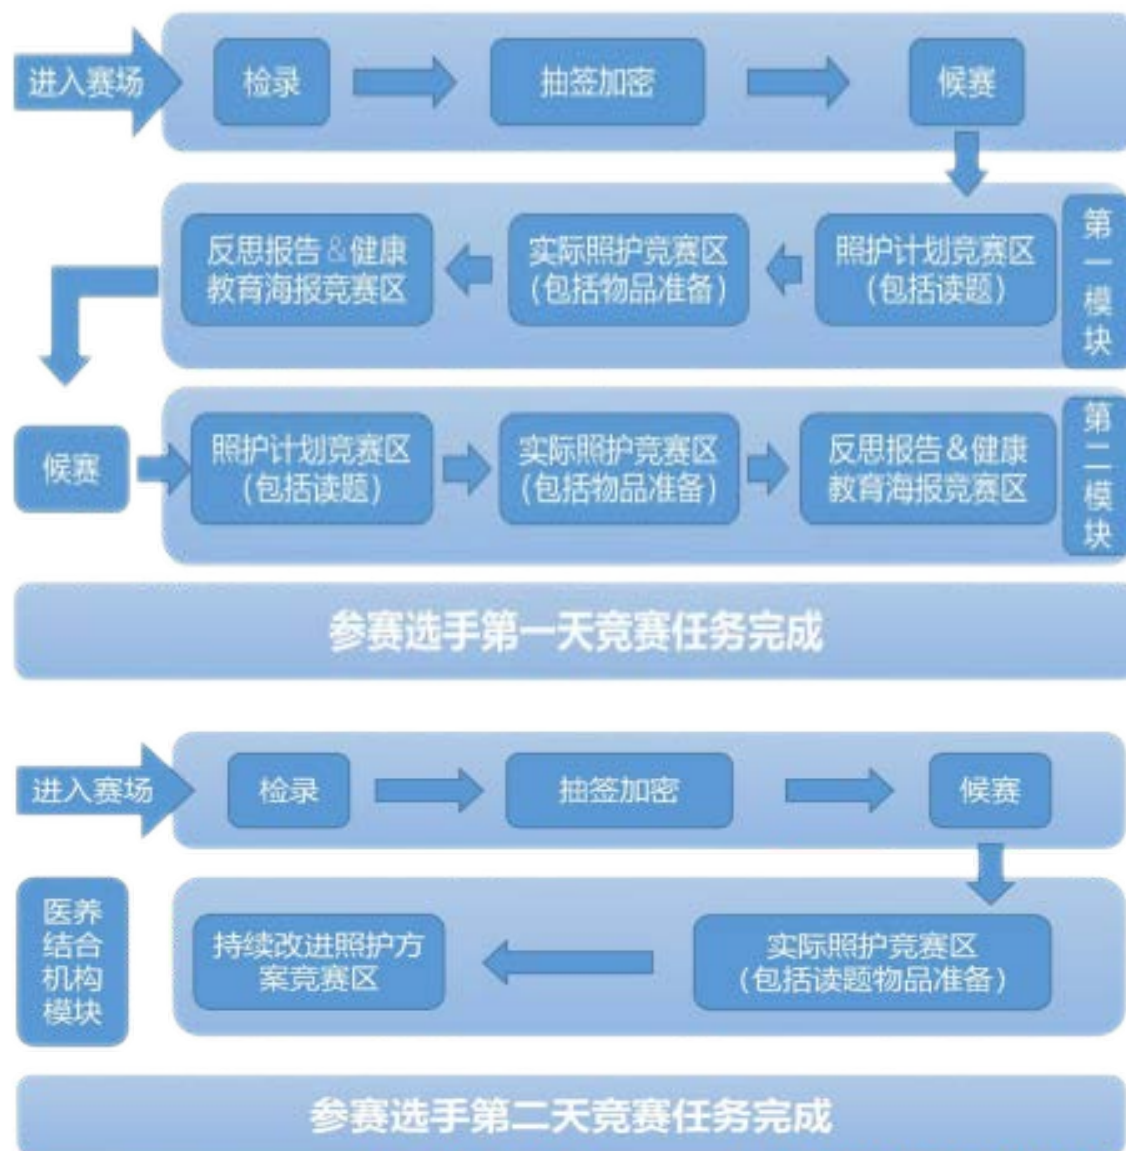 进入赛场
检录
抽签加密
候赛
第一模块
照护计划竞赛区
（包括读题）
实际照护竞赛区
（包括物品准备）
反思报告&健康
教育海报竞赛区
候赛
照护计划竞赛区
（包括读题）
实际照护竞赛区
（包括物品准备）
反思报告&健康
教育海报竞赛区
第二模块
参赛选手第一天竞赛任务完成
进入赛场
检录
抽签加密
候赛
医养
结合
机构
模块
实际照护竞赛区
（包括读题物品准备）
持续改进照护方
案竞赛区
参赛选手第二天竞赛任务完成